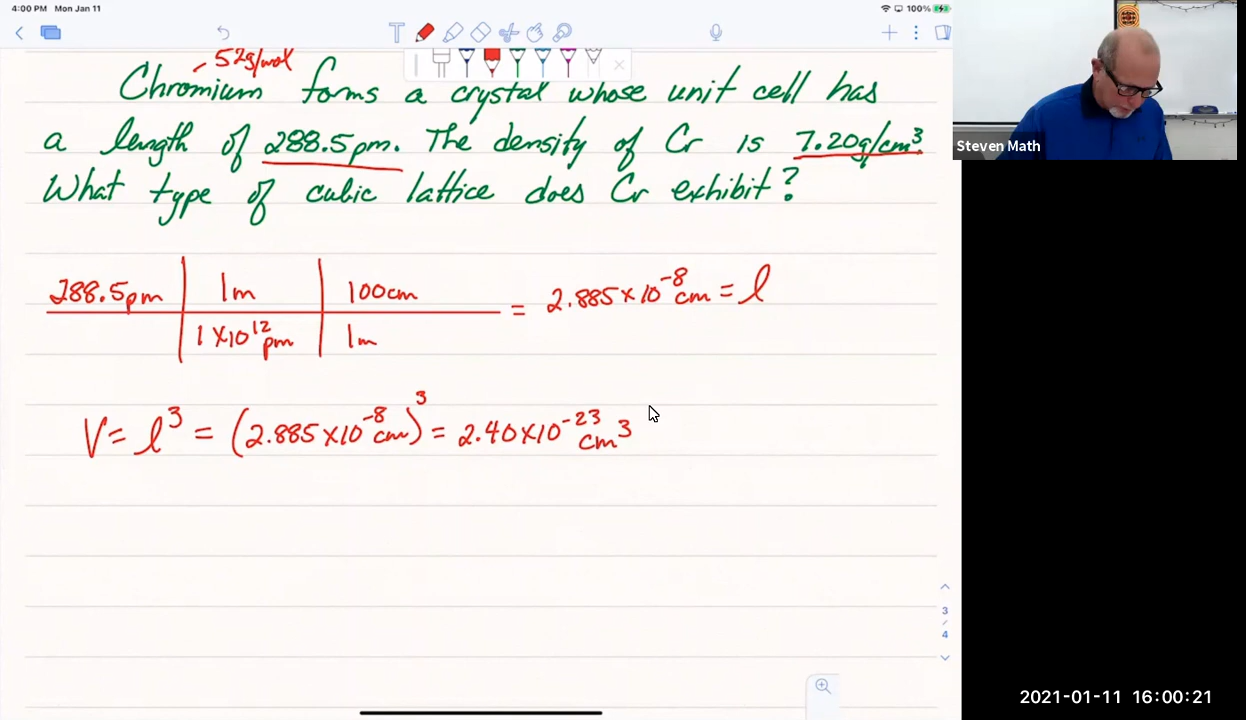 4:00 PM Mon Jan 11
100%
- 52g/mol
Chromium forms a crystal whose unit cell has
a length of 288.5pm. The density of Cr is 7.20g/cm³.
What type of cubic lattice does Cr exhibit?
288.5pm | 1m | 100cm
1 x 10¹² pm | 1m
= 2.885 x 10⁻⁸ cm = l
V = l³ = (2.885 x 10⁻⁸ cm)³ = 2.40 x 10⁻²³ cm³
3
/
4
Steven Math
2021-01-11 16:00:21